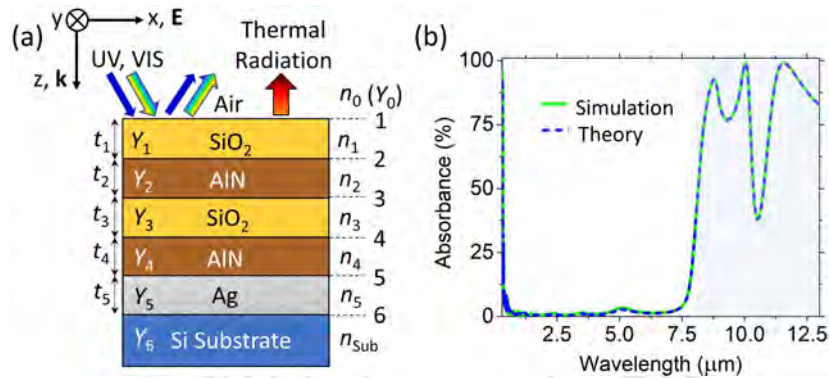 (a)
y
x, E
z, k
UV, VIS
Thermal
Radiation
Air
n0 (Y0)
1
t1 Y1 SiO2 n1
2
t2 Y2 AlN n2
3
t3 Y3 SiO2 n3
4
t4 Y4 AlN n4
5
t5 Y5 Ag n5
6
Y6 Si Substrate nSub
(b)
Absorbance (%)
100
75
50
25
0
Simulation
Theory
2.5 5.0 7.5 10.0 12.5
Wavelength (μm)